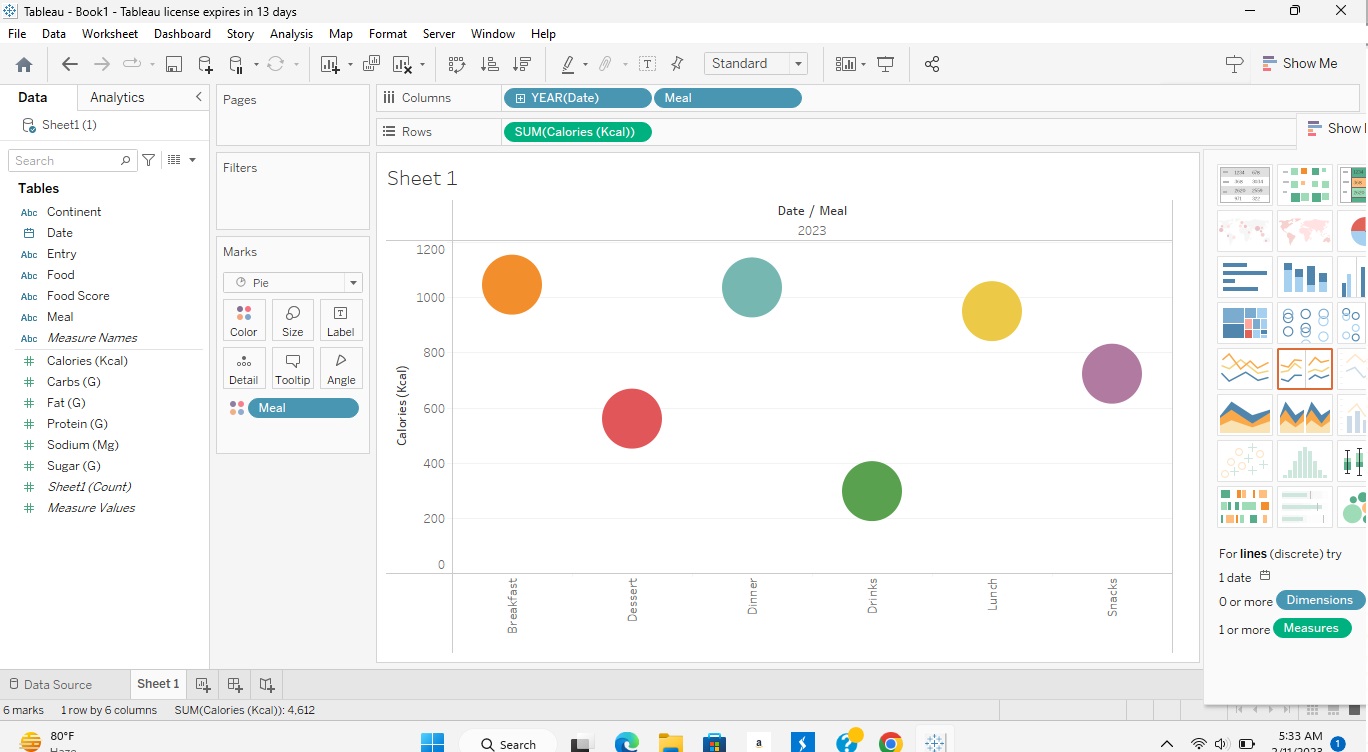 Tableau - Book1 - Tableau license expires in 13 days
File Data Worksheet Dashboard Story Analysis Map Format Server Window Help
Standard
Show Me
Data Analytics
Sheet1 (1)
Search
Tables
Abc Continent
Date
Abc Entry
Abc Food
Abc Food Score
Abc Meal
Abc Measure Names
# Calories (Kcal)
# Carbs (G)
# Fat (G)
# Protein (G)
# Sodium (Mg)
# Sugar (G)
# Sheet1 (Count)
# Measure Values
Pages
Filters
Marks
Pie
Color Size Label
Detail Tooltip Angle
Meal
Columns YEAR(Date) Meal
Rows SUM(Calories (Kcal))
Sheet 1
Date / Meal
2023
Calories (Kcal)
1200
1000
800
600
400
200
0
Breakfast
Dessert
Dinner
Drinks
Lunch
Snacks
Show
For lines (discrete) try
1 date
0 or more Dimensions
1 or more Measures
Data Source Sheet 1
6 marks 1 row by 6 columns SUM(Calories (Kcal)): 4,612
80°F
Haze
Search
5:33 AM
1